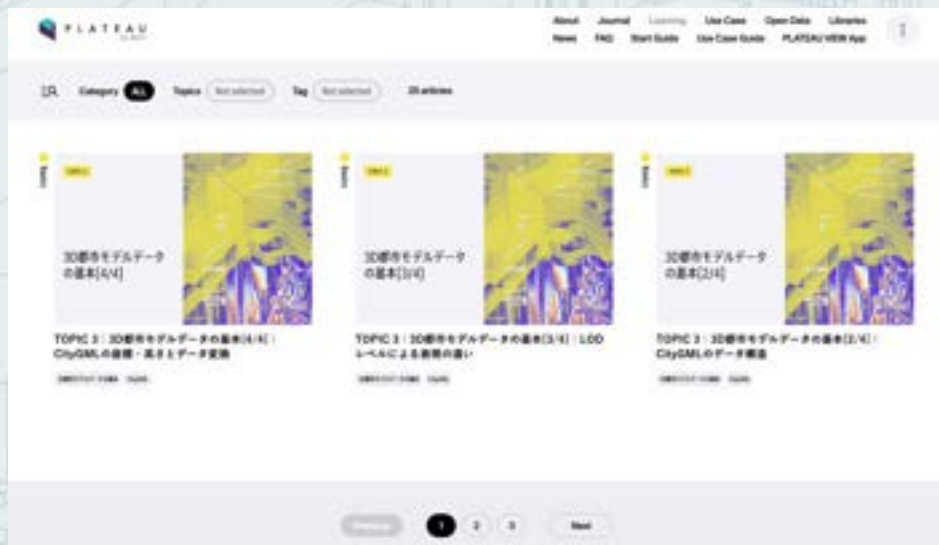 PLATEAU
About Journal Learning Use Case Open Data Libraries
News FAQ Start Guide Use Case Guide PLATEAU VIEW App
Category ALL Topics Not selected Tag Not selected
articles
3D都市モデルデータ
の基本[4/4]
TOPIC 3|3D都市モデルデータの基本[4/4]|
CityGMLの座標・高さとデータ変換
3D都市モデルデータ
の基本[3/4]
TOPIC 3|3D都市モデルデータの基本[3/4]|LOD
レベルによる表現の違い
3D都市モデルデータ
の基本[2/4]
TOPIC 3|3D都市モデルデータの基本[2/4]|
CityGMLのデータ構造
Previous 1 2 3 Next